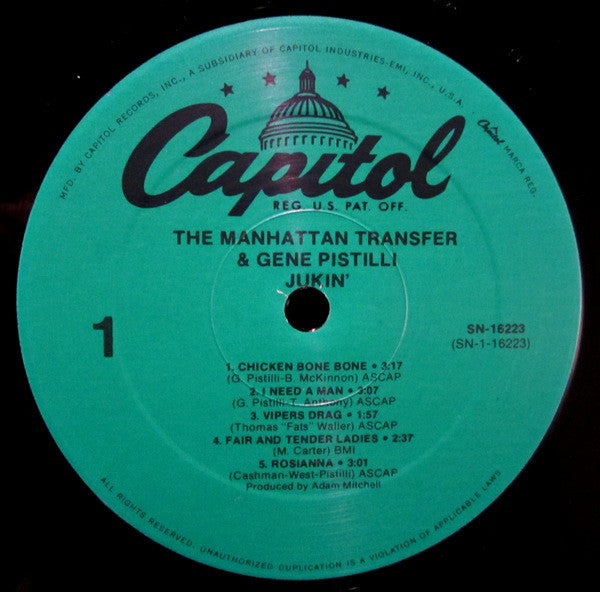 MFD. BY CAPITOL RECORDS, INC., A SUBSIDIARY OF CAPITOL INDUSTRIES-EMI, INC., U.S.A.
Capitol MARCA REG.
Capitol
REG. U.S. PAT. OFF.
THE MANHATTAN TRANSFER
& GENE PISTILLI
JUKIN'
1
SN-16223
(SN-1-16223)
1. CHICKEN BONE BONE • 3:17
(G. Pistilli-B. McKinnon) ASCAP
2. I NEED A MAN • 3:07
(G. Pistilli-T. Anthony) ASCAP
3. VIPERS DRAG • 1:57
(Thomas "Fats" Waller) ASCAP
4. FAIR AND TENDER LADIES • 2:37
(M. Carter) BMI
5. ROSIANNA • 3:01
(Cashman-West-Pistilli) ASCAP
Produced by Adam Mitchell
ALL RIGHTS RESERVED. UNAUTHORIZED DUPLICATION IS A VIOLATION OF APPLICABLE LAWS